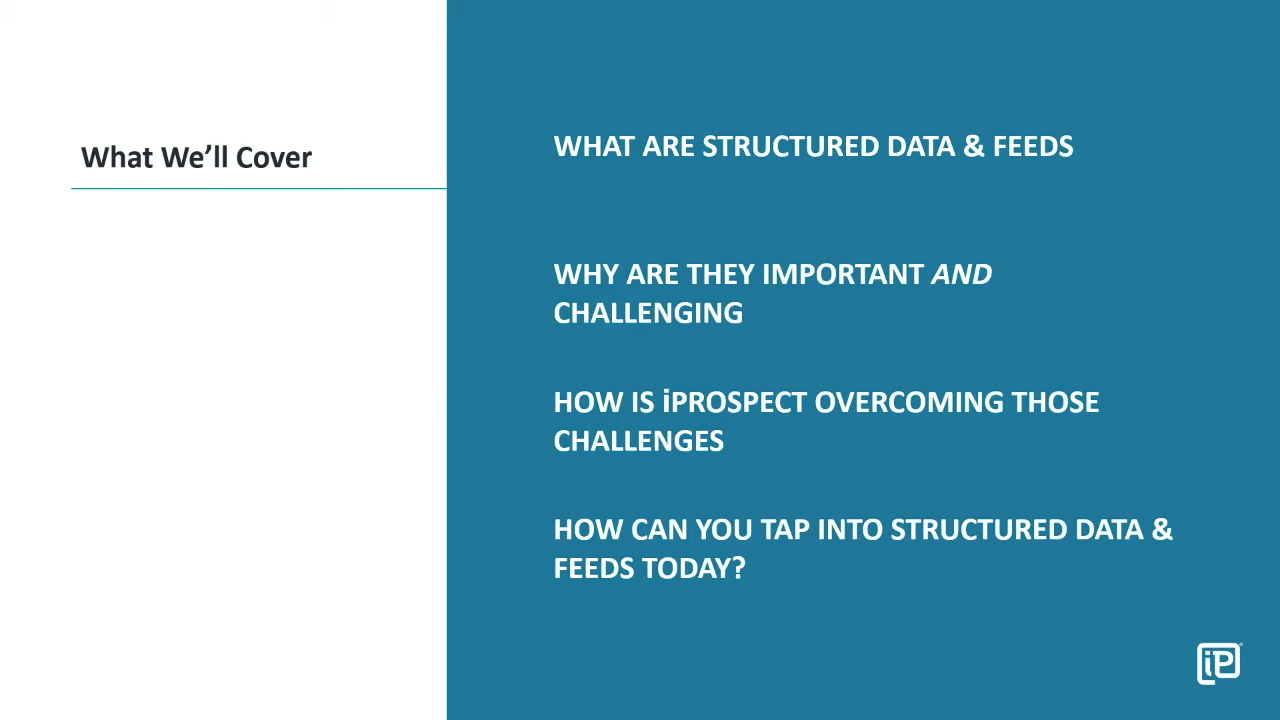 What We’ll Cover
WHAT ARE STRUCTURED DATA & FEEDS
WHY ARE THEY IMPORTANT AND
CHALLENGING
HOW IS iPROSPECT OVERCOMING THOSE
CHALLENGES
HOW CAN YOU TAP INTO STRUCTURED DATA &
FEEDS TODAY?
iP